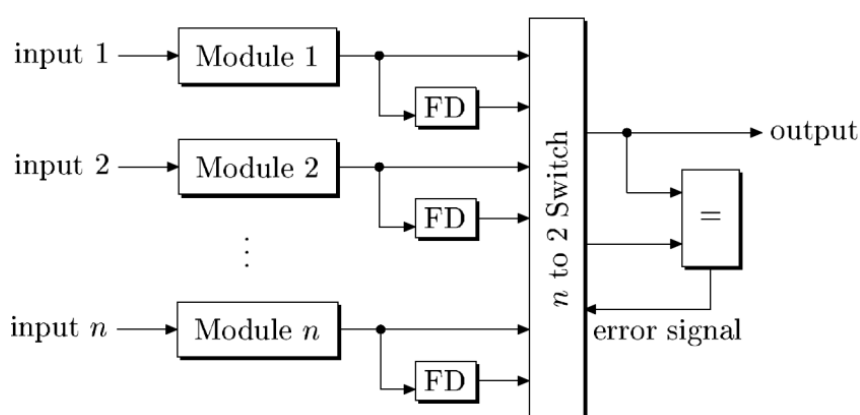 input 1
Module 1
FD
input 2
Module 2
FD
⋮
input n
Module n
FD
n to 2 Switch
output
=
error signal